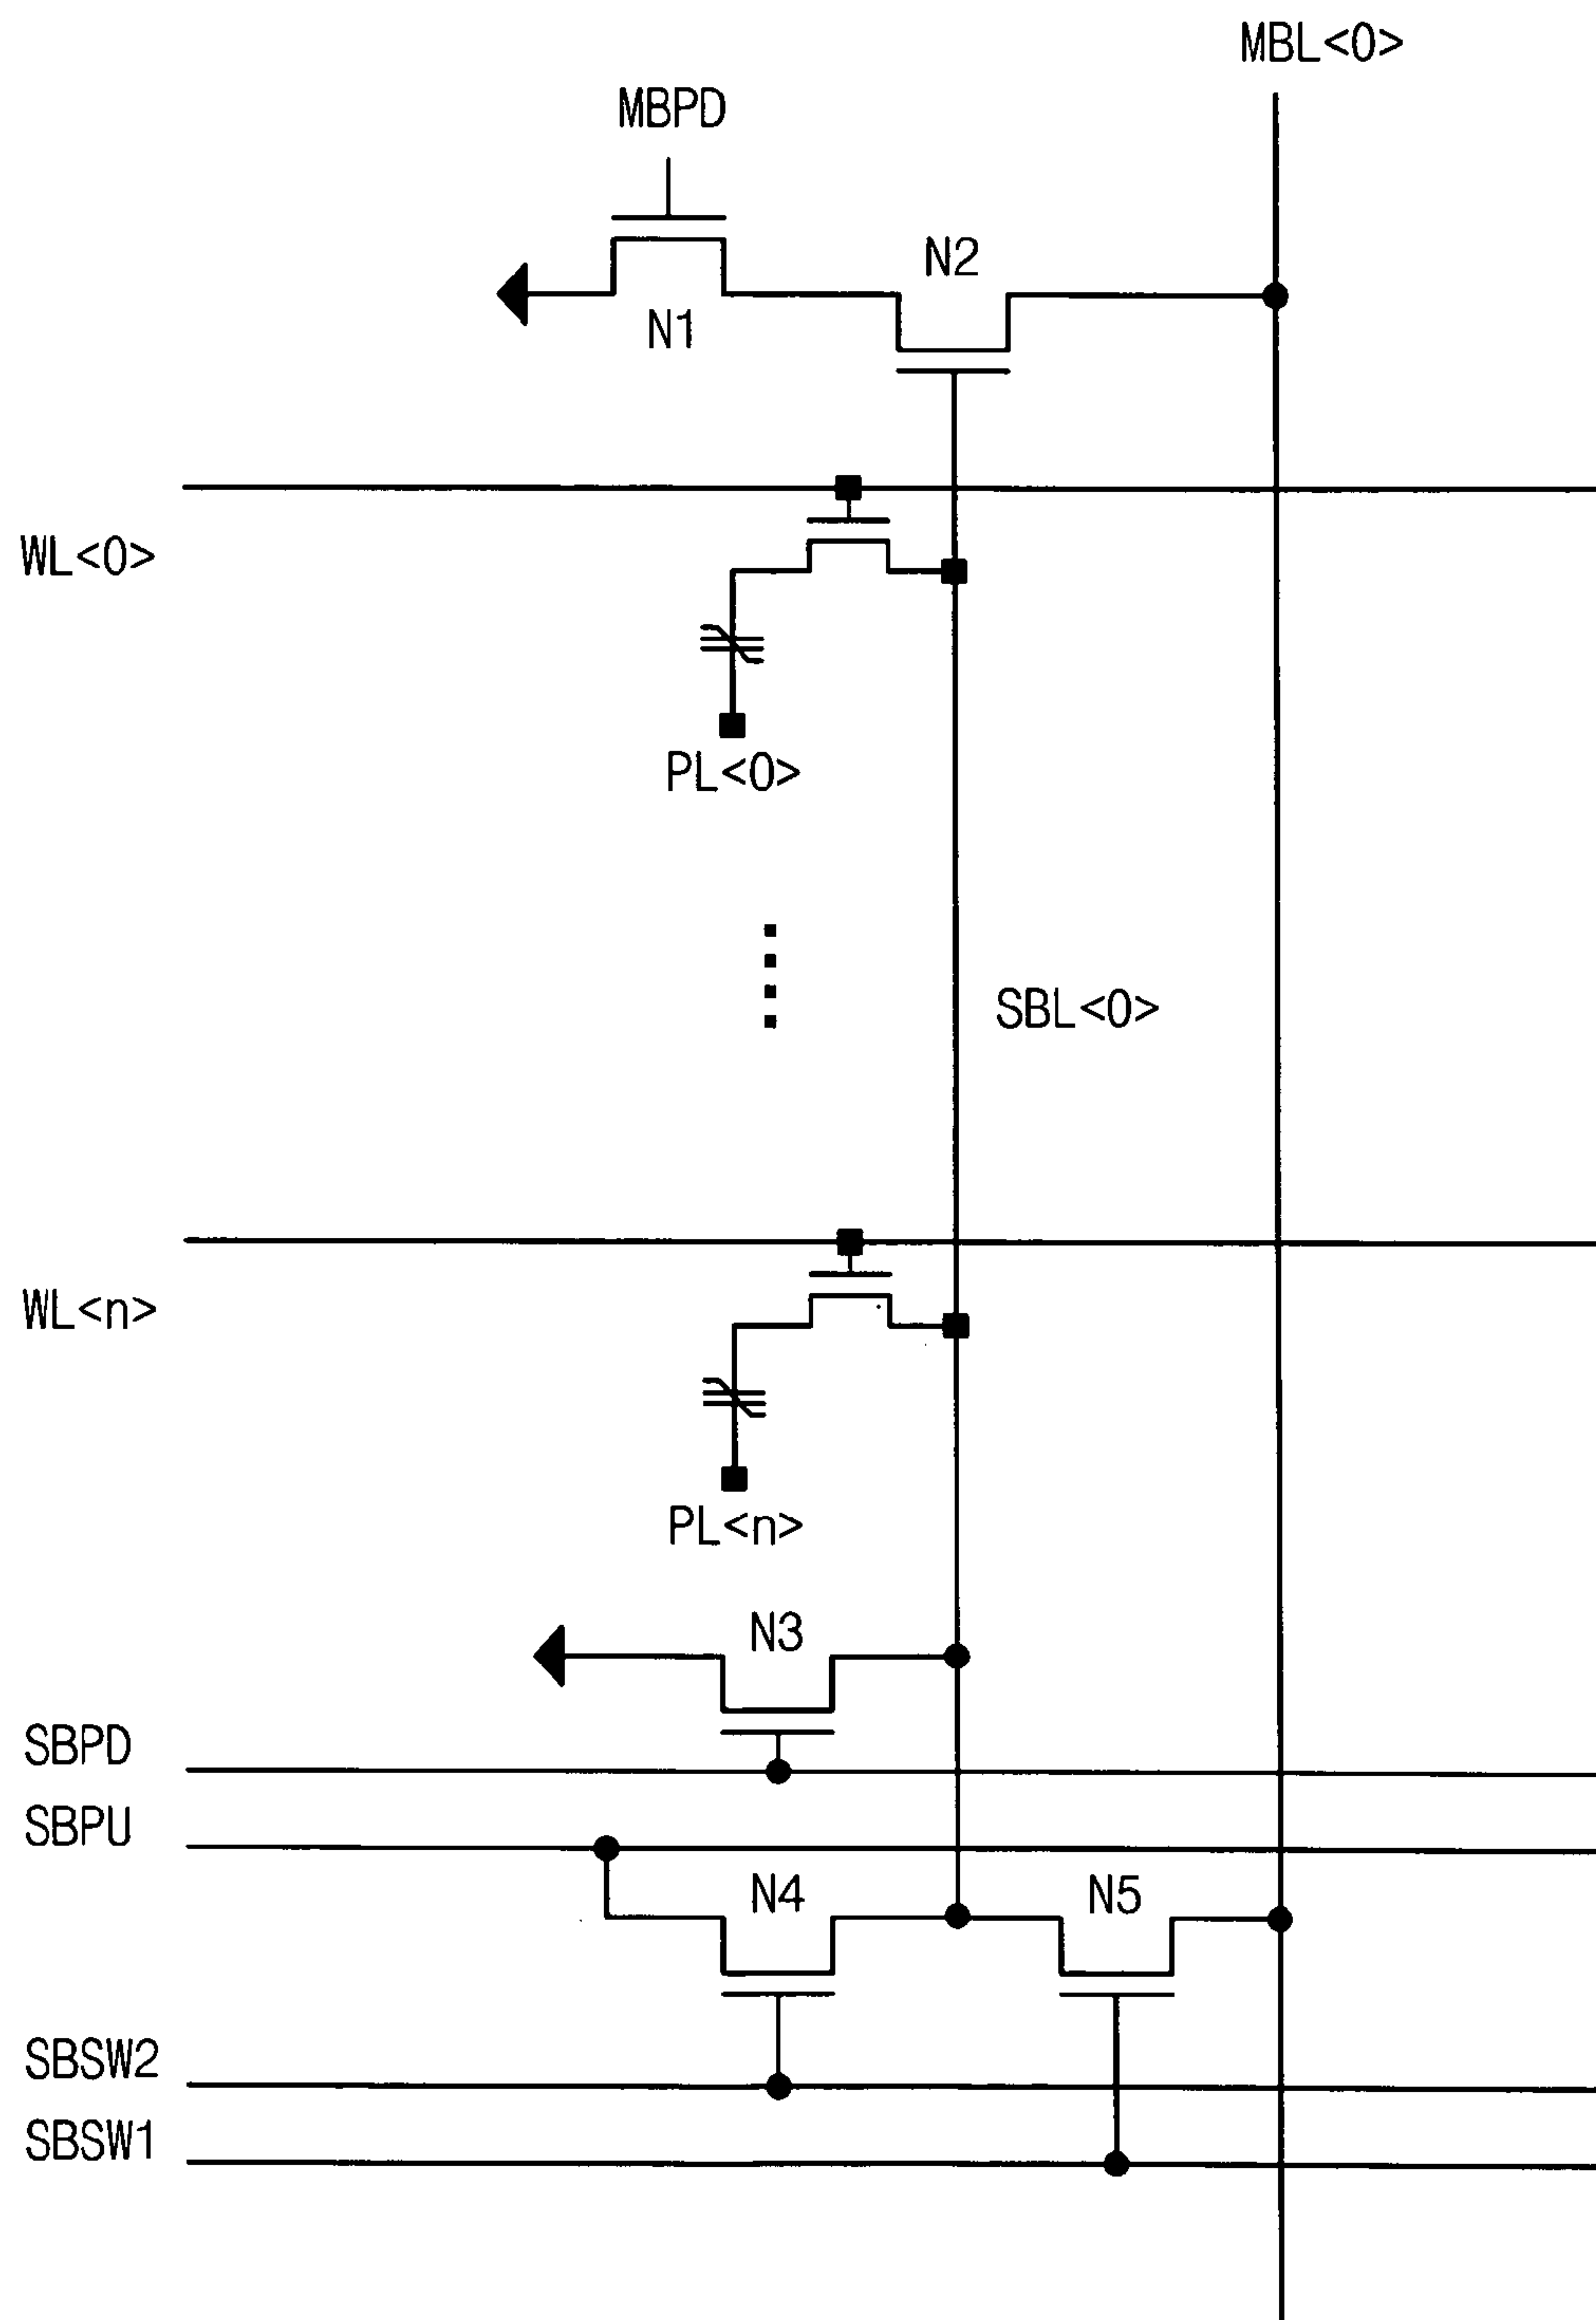 MBL<0>
MBPD
N2
N1
WL<0>
PL<0>
SBL<0>
WL<n>
PL<n>
N3
SBPD
SBPU
N4
N5
SBSW2
SBSW1